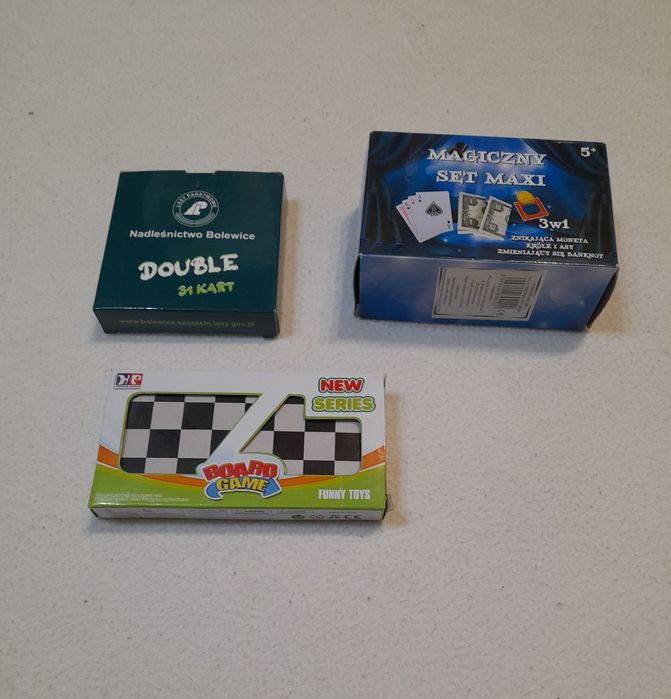 LASY PAŃSTWOWE
Nadleśnictwo Bolewice
DOUBLE
31 KART
www.bolewice.szczecin.lasy.gov.pl
5+
MAGICZNY
SET MAXI
3w1
ZNIKAJĄCA MONETA
KRÓLE I ASY
ZMIENIAJĄCY SIĘ BANKNOT
HP
NEW
SERIES
BOARD
GAME
FUNNY TOYS